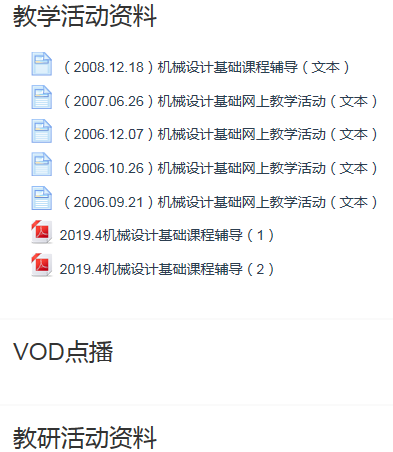 教学活动资料
（2008.12.18）机械设计基础课程辅导（文本）
（2007.06.26）机械设计基础网上教学活动（文本）
（2006.12.07）机械设计基础网上教学活动（文本）
（2006.10.26）机械设计基础网上教学活动（文本）
（2006.09.21）机械设计基础网上教学活动（文本）
2019.4机械设计基础课程辅导（1）
2019.4机械设计基础课程辅导（2）
VOD点播
教研活动资料